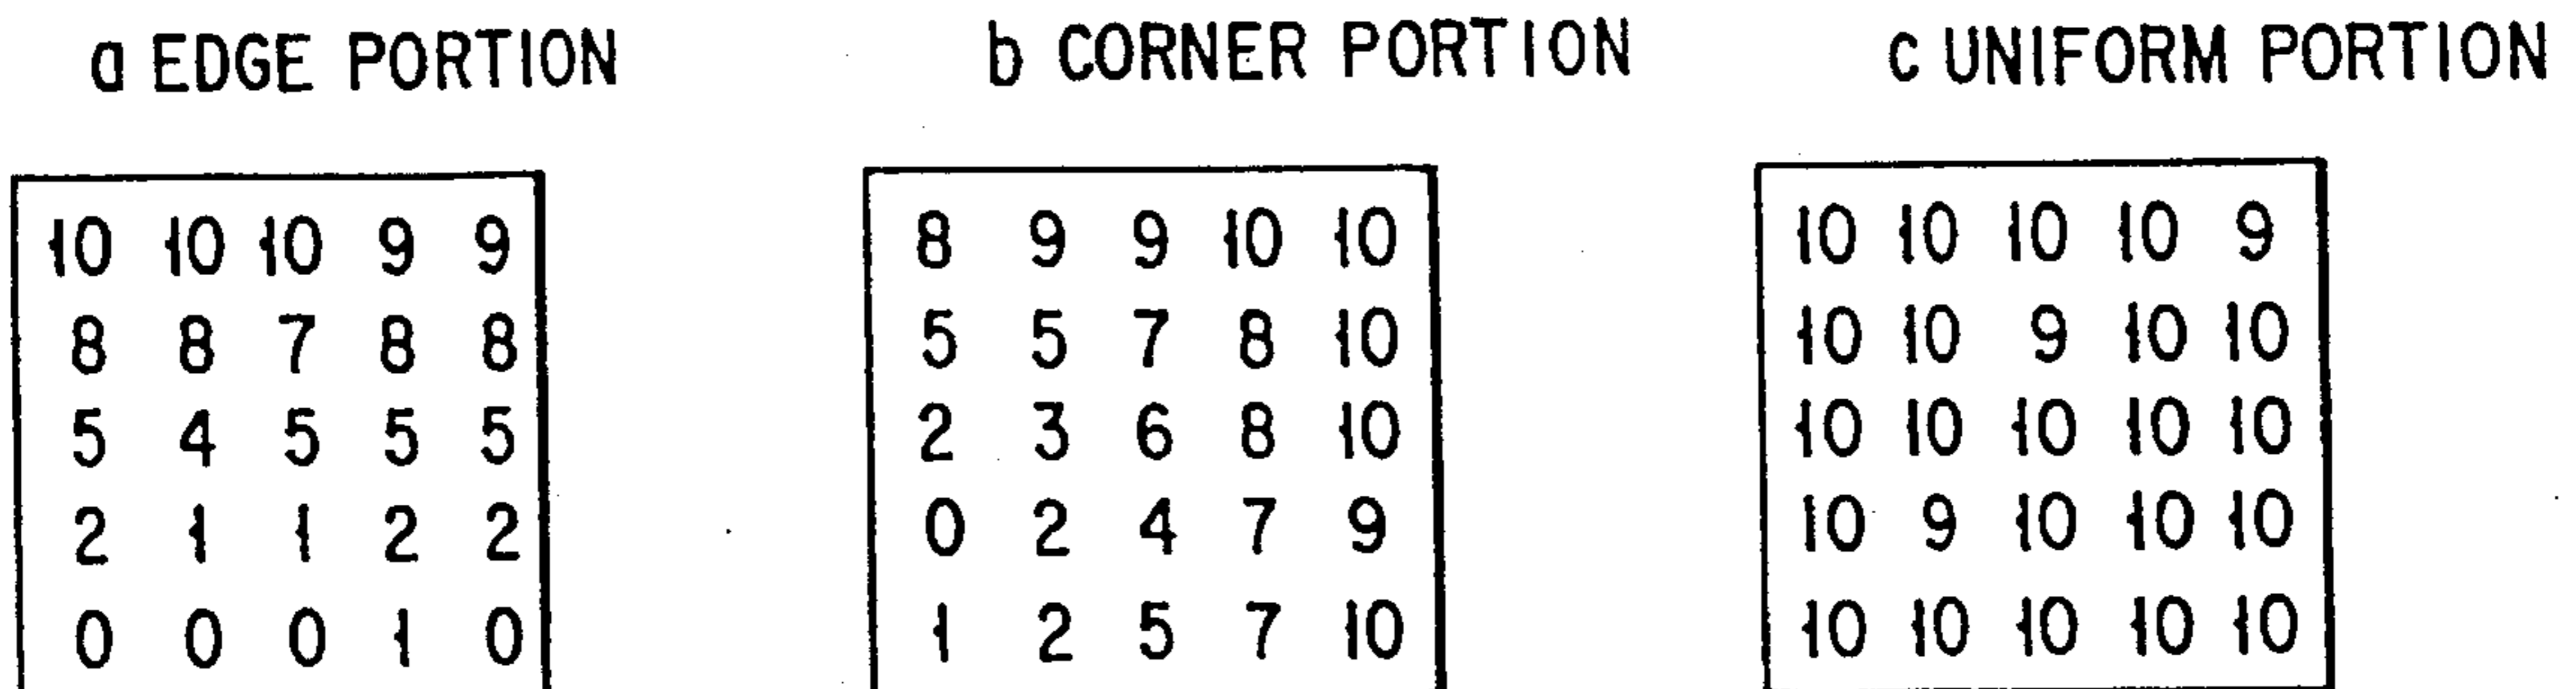 a EDGE PORTION
10 10 10 9 9
8 8 7 8 8
5 4 5 5 5
2 1 1 2 2
0 0 0 1 0
b CORNER PORTION
8 9 9 10 10
5 5 7 8 10
2 3 6 8 10
0 2 4 7 9
1 2 5 7 10
c UNIFORM PORTION
10 10 10 10 9
10 10 9 10 10
10 10 10 10 10
10 9 10 10 10
10 10 10 10 10